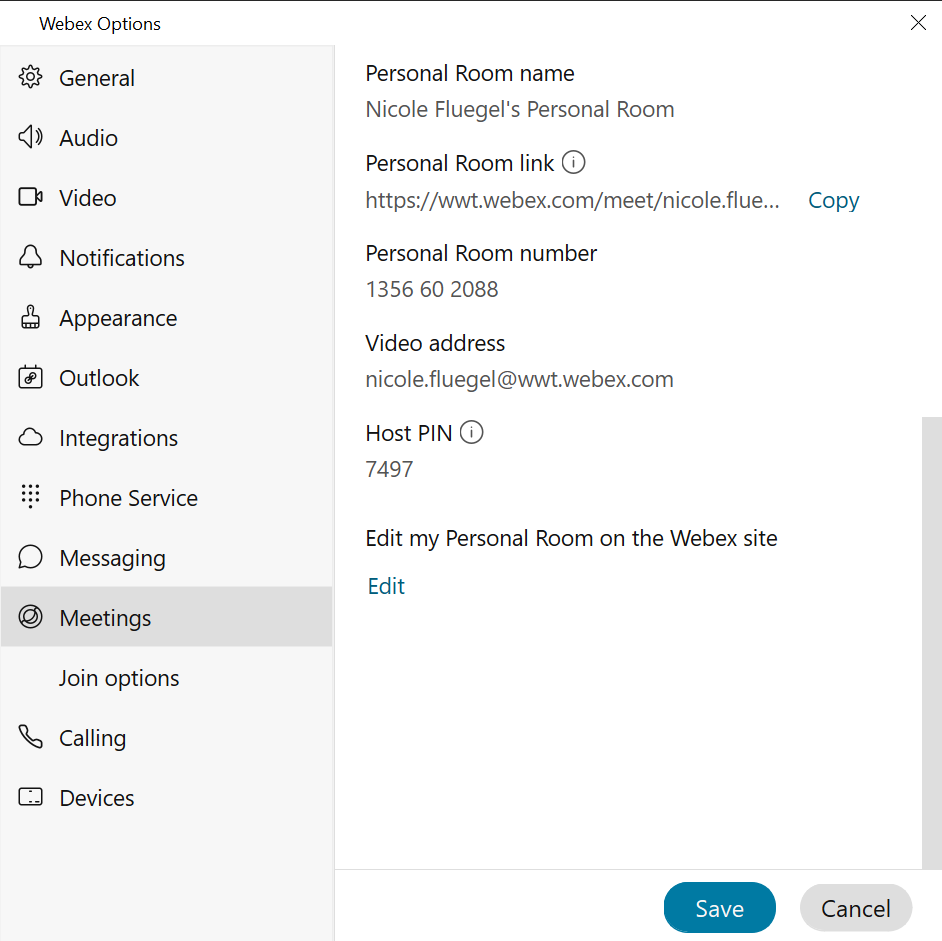 Webex Options
General
Audio
Video
Notifications
Appearance
Outlook
Integrations
Phone Service
Messaging
Meetings
Join options
Calling
Devices
Personal Room name
Nicole Fluegel's Personal Room
Personal Room link
https://wwt.webex.com/meet/nicole.flue... Copy
Personal Room number
1356 60 2088
Video address
nicole.fluegel@wwt.webex.com
Host PIN
7497
Edit my Personal Room on the Webex site
Edit
Save Cancel